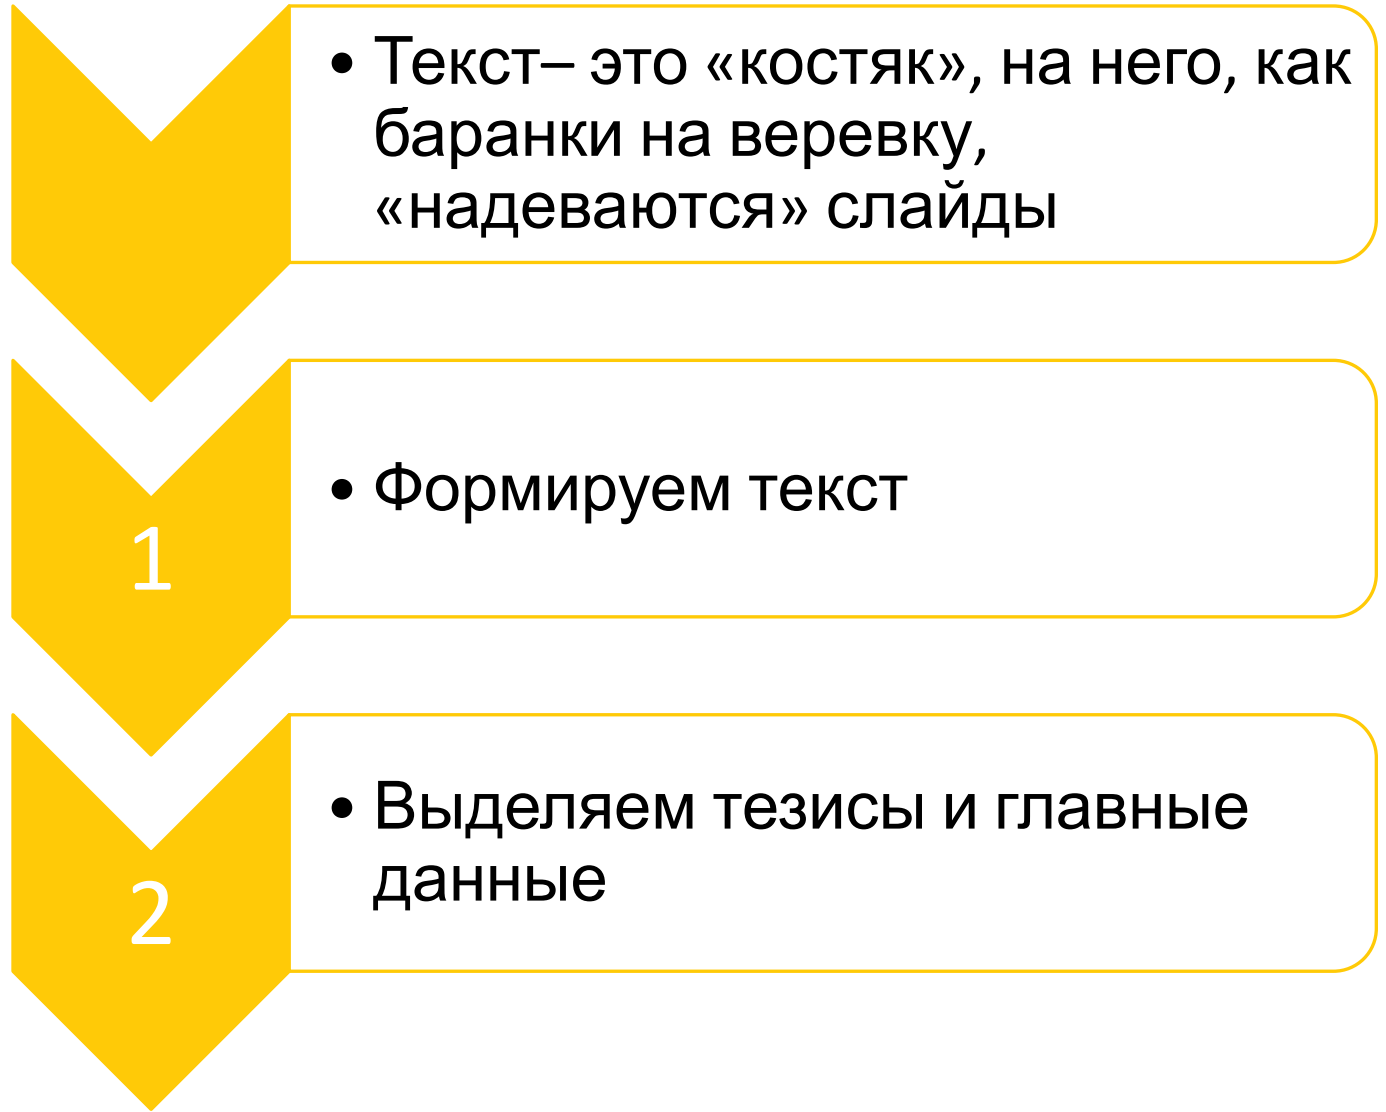 • Текст– это «костяк», на него, как
баранки на веревку,
«надеваются» слайды
1
• Формируем текст
2
• Выделяем тезисы и главные
данные